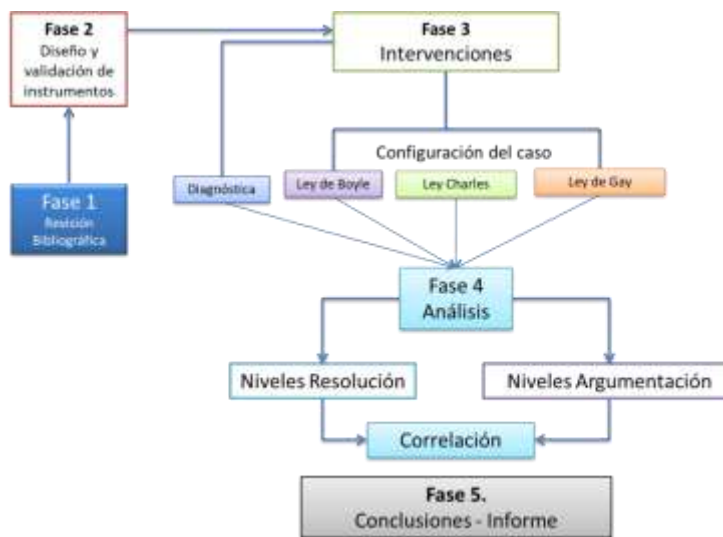 Fase 2
Diseño y
validación de
instrumentos
Fase 3
Intervenciones
Configuración del caso
Diagnóstica
Ley de Boyle
Ley Charles
Ley de Gay
Fase 1
Revisión
Bibliográfica
Fase 4
Análisis
Niveles Resolución
Niveles Argumentación
Correlación
Fase 5.
Conclusiones - Informe